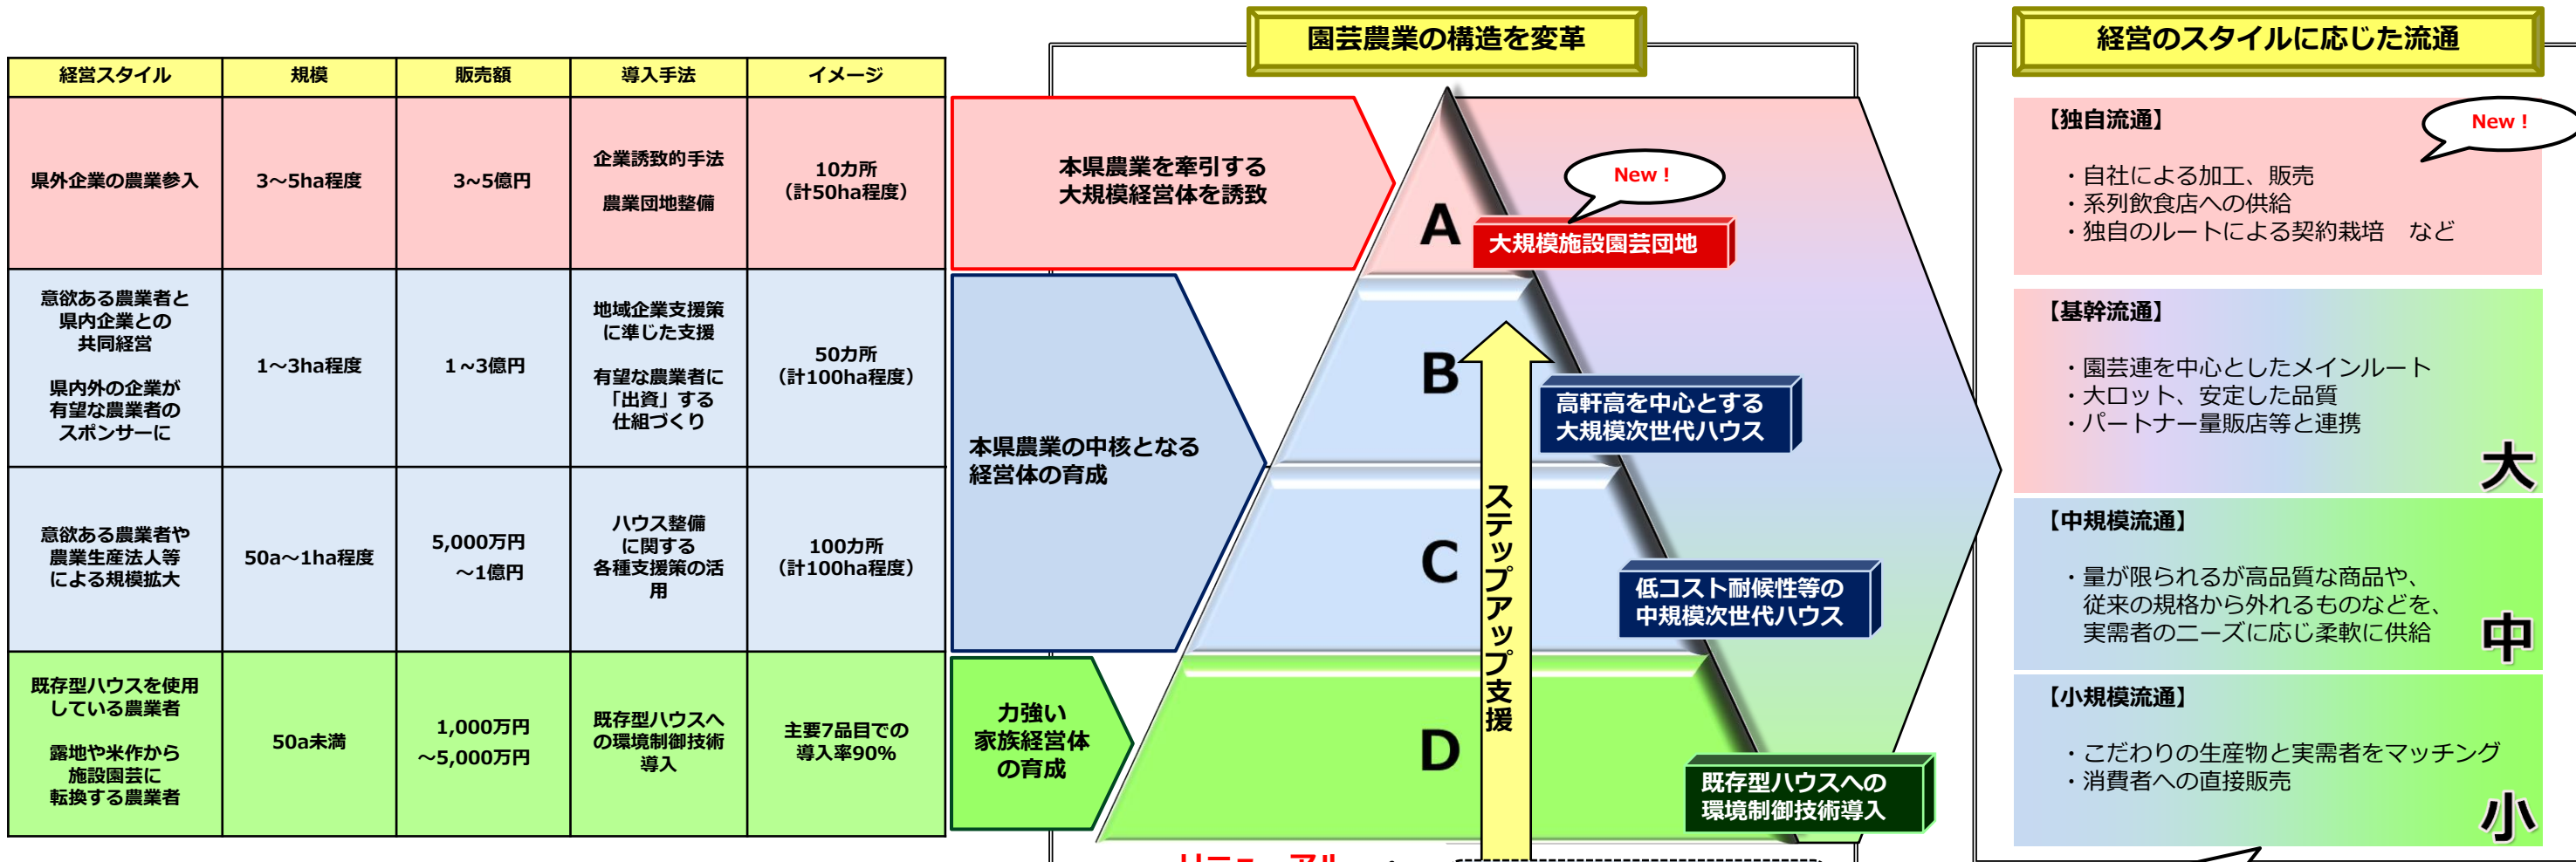 園芸農業の構造を変革
経営のスタイルに応じた流通
経営スタイル
規模
販売額
導入手法
イメージ
県外企業の農業参入
3～5ha程度
3~5億円
企業誘致的手法
農業団地整備
10カ所
（計50ha程度）
意欲ある農業者と
県内企業との
共同経営
県内外の企業が
有望な農業者の
スポンサーに
1～3ha程度
1~3億円
地域企業支援策
に準じた支援
有望な農業者に
「出資」する
仕組づくり
50カ所
（計100ha程度）
意欲ある農業者や
農業生産法人等
による規模拡大
50a～1ha程度
5,000万円
～1億円
ハウス整備
に関する
各種支援策の活
用
100カ所
（計100ha程度）
既存型ハウスを使用
している農業者
露地や米作から
施設園芸に
転換する農業者
50a未満
1,000万円
～5,000万円
既存型ハウスへ
の環境制御技術
導入
主要7品目での
導入率90%
本県農業を牽引する
大規模経営体を誘致
本県農業の中核となる
経営体の育成
力強い
家族経営体
の育成
A
New！
大規模施設園芸団地
B
高軒高を中心とする
大規模次世代ハウス
C
低コスト耐候性等の
中規模次世代ハウス
D
既存型ハウスへの
環境制御技術導入
ステップアップ支援
リニューアル
【独自流通】
New！
・自社による加工、販売
・系列飲食店への供給
・独自のルートによる契約栽培　など
【基幹流通】
・園芸連を中心としたメインルート
・大ロット、安定した品質
・パートナー量販店等と連携
大
【中規模流通】
・量が限られるが高品質な商品や、
従来の規格から外れるものなどを、
実需者のニーズに応じ柔軟に供給
中
【小規模流通】
・こだわりの生産物と実需者をマッチング
・消費者への直接販売
小